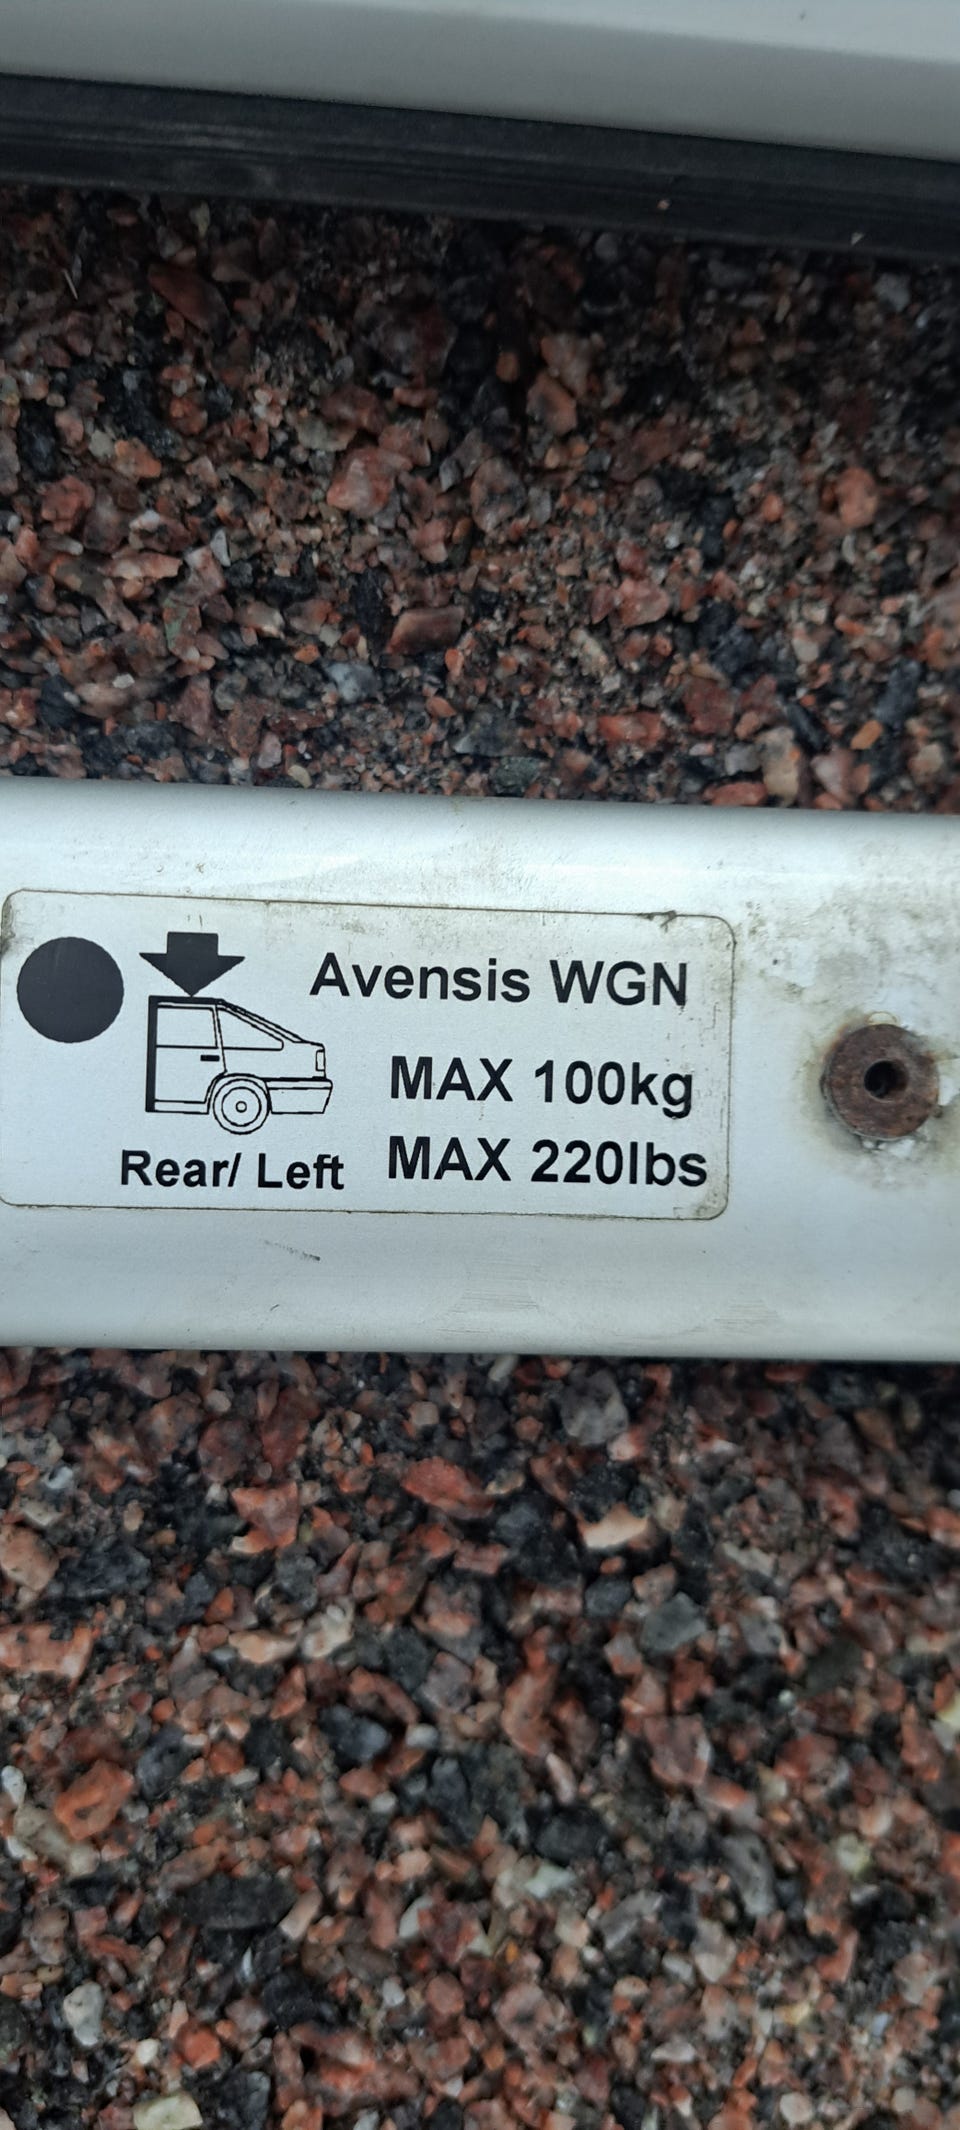 Avensis WGN
MAX 100kg
MAX 220lbs
Rear/ Left